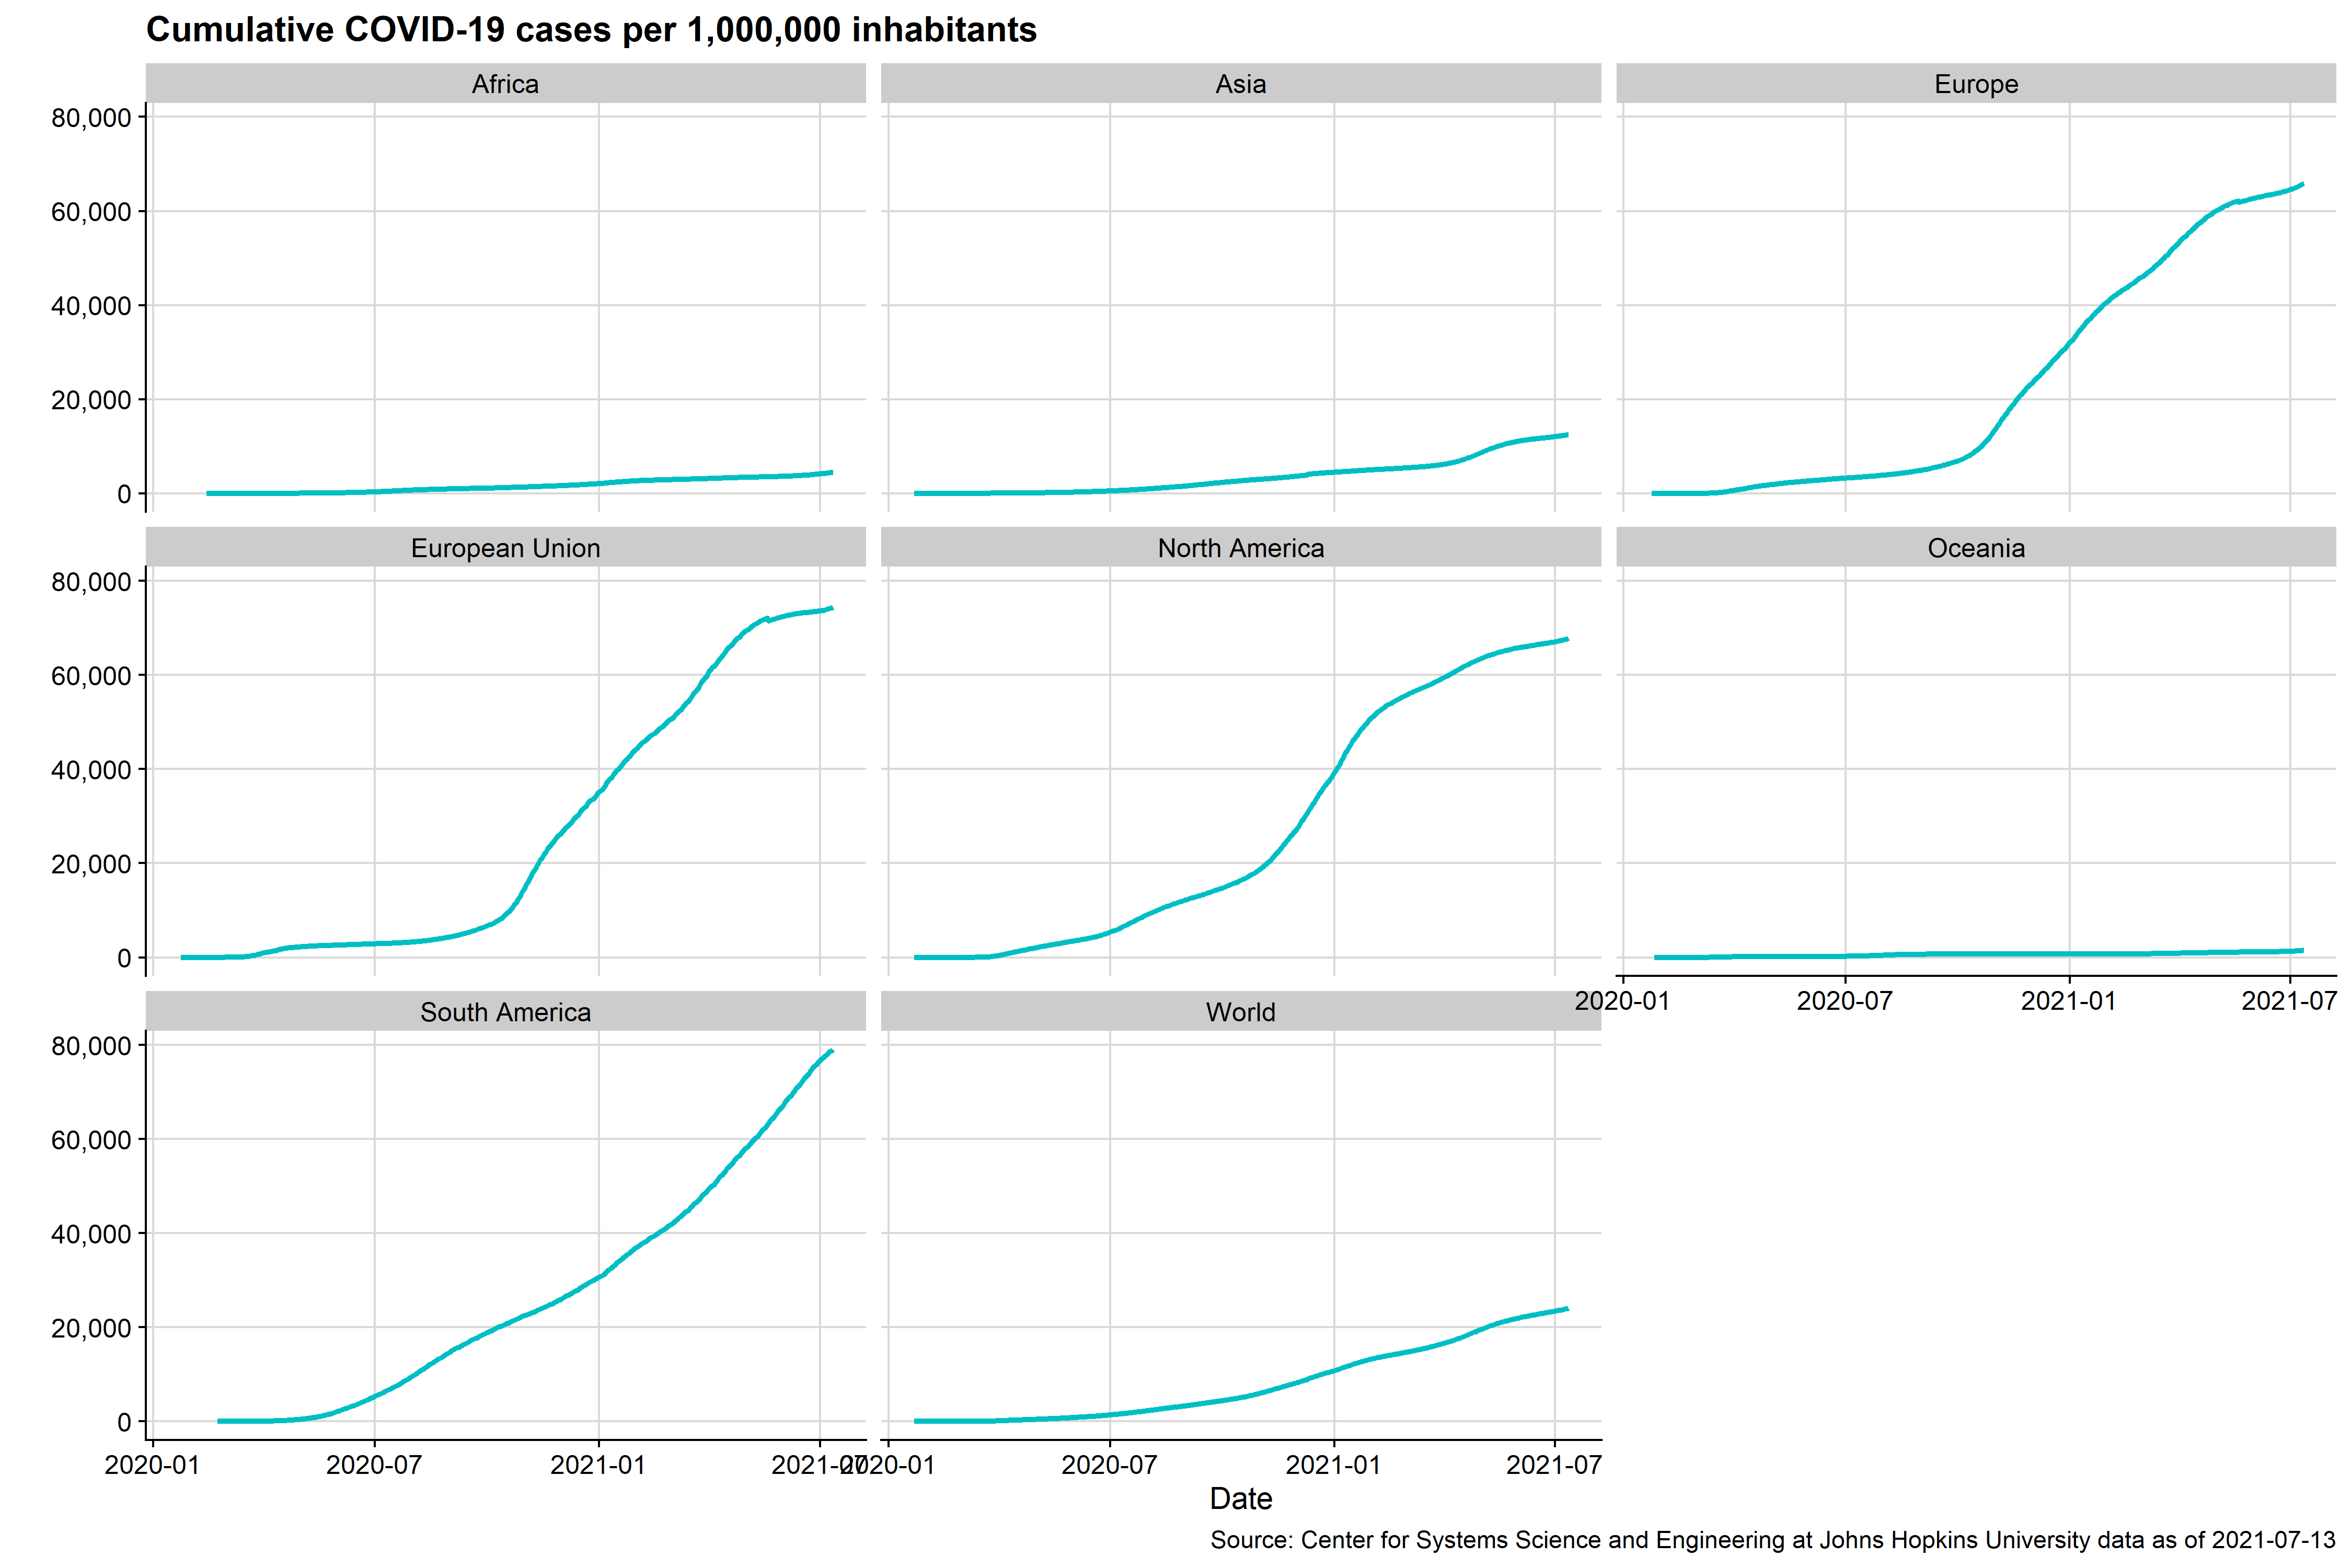 Cumulative COVID-19 cases per 1,000,000 inhabitants
Africa Asia Europe
80,000
60,000
40,000
20,000
0
European Union North America Oceania
80,000
60,000
40,000
20,000
0
2020-01 2020-07 2021-01 2021-07
South America World
80,000
60,000
40,000
20,000
0
2020-01 2020-07 2021-01 2021-07 2020-01 2020-07 2021-01 2021-07
Date
Source: Center for Systems Science and Engineering at Johns Hopkins University data as of 2021-07-13